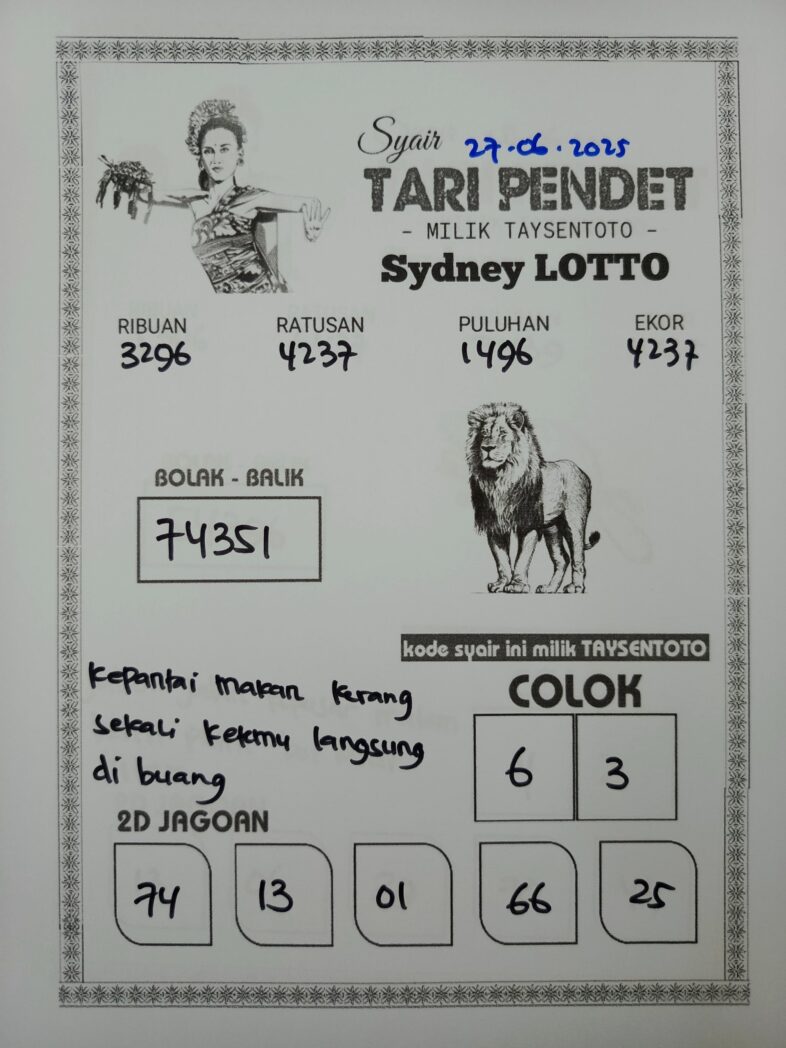 Syair 27.06.2025
TARI PENDET
- MILIK TAYSENTOTO -
Sydney LOTTO
RIBUAN RATUSAN PULUHAN EKOR
3296 4237 1496 4237
BOLAK - BALIK
74351
kode syair ini milik TAYSENTOTO
kepantai makan kerang
sekali ketemu langsung
di buang
COLOK
6 3
2D JAGOAN
74 13 01 66 25